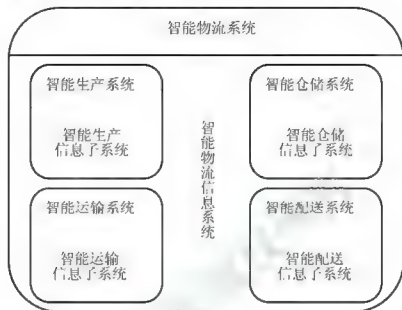 智能物流系统
智能生产系统
智能生产
信息子系统
智能物流信息系统
智能仓储系统
智能仓储
信息子系统
智能运输系统
智能运输
信息子系统
智能配送系统
智能配送
信息子系统